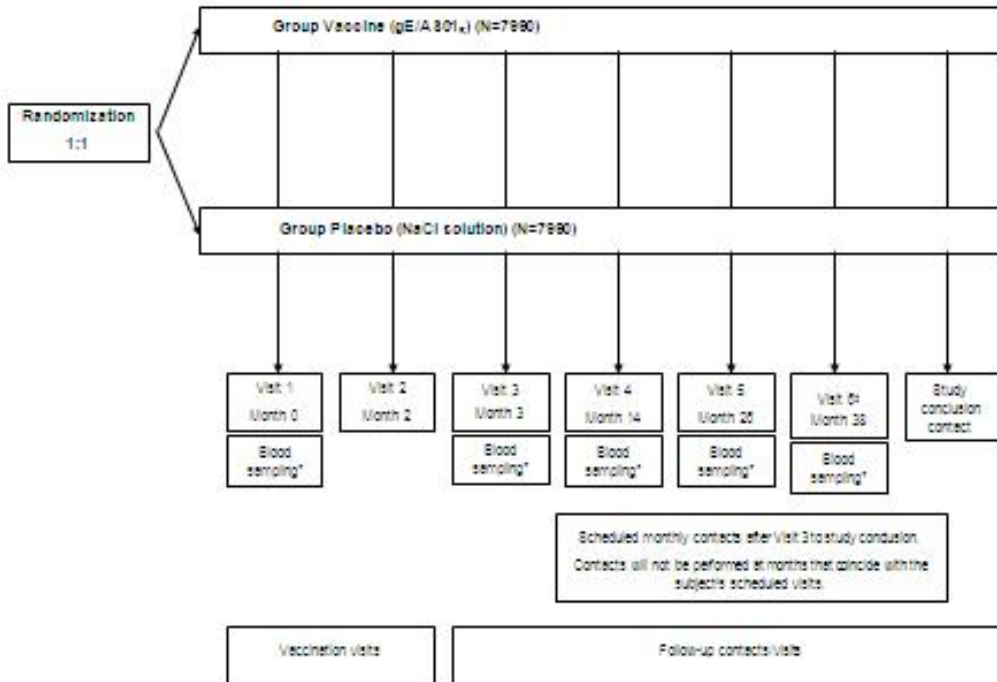 Group Vaccine (gE/AS01B) (N=7990)
Randomization
1:1
Group Placebo (NaCl solution) (N=7990)
Visit 1
Month 0
Blood
sampling*
Visit 2
Month 2
Visit 3
Month 3
Blood
sampling*
Visit 4
Month 14
Blood
sampling*
Visit 5
Month 26
Blood
sampling*
Visit
Month 38
Blood
sampling*
Study
conclusion
contact
Scheduled monthly contacts after Visit 3 to study conclusion.
Contacts will not be performed at months that coincide with the
subject's scheduled visits.
Vaccination visits
Follow-up contacts/visits